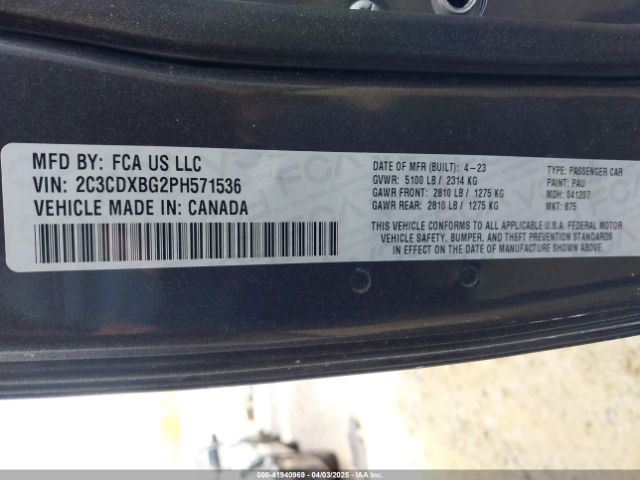 MFD BY: FCA US LLC
VIN: 2C3CDXBG2PH571536
VEHICLE MADE IN: CANADA
DATE OF MFR (BUILT): 4-23
GVWR: 5100 LB / 2314 KG
GAWR FRONT: 2810 LB / 1275 KG
GAWR REAR: 2810 LB / 1275 KG
TYPE: PASSENGER CAR
PAINT: PAU
MDH: 041207
MKT: 875
THIS VEHICLE CONFORMS TO ALL APPLICABLE U.S.A. FEDERAL MOTOR
VEHICLE SAFETY, BUMPER, AND THEFT PREVENTION STANDARDS
IN EFFECT ON THE DATE OF MANUFACTURE SHOWN ABOVE.
000-41940969 - 04/03/2025 - COPYRIGHT IAA, LLC